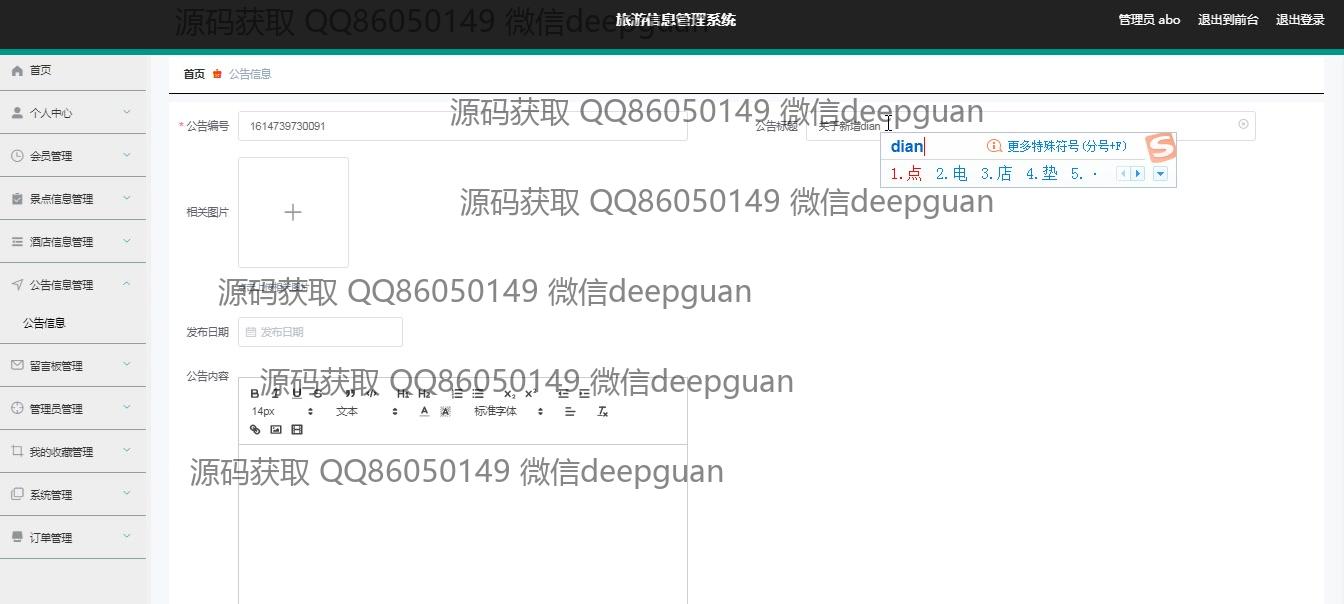 源码获取 QQ86050149 微信deepguan
旅游信息管理系统
管理员 abo 退出到前台 退出登录
首页
个人中心
会员管理
景点信息管理
酒店信息管理
公告信息管理
公告信息
留言板管理
管理员管理
我的收藏管理
系统管理
订单管理
首页 公告信息
源码获取 QQ86050149 微信deepguan
* 公告编号 1614739730091
公告标题 关于新增dian
dian 更多特殊符号(分号+F)
1.点 2.电 3.店 4.垫 5. ·
源码获取 QQ86050149 微信deepguan
相关图片
点击上传相关图片
源码获取 QQ86050149 微信deepguan
发布日期 发布日期
公告内容
源码获取 QQ86050149 微信deepguan
B I U S H1 H2 X₂ X²
14px 文本 A A 标准字体
源码获取 QQ86050149 微信deepguan